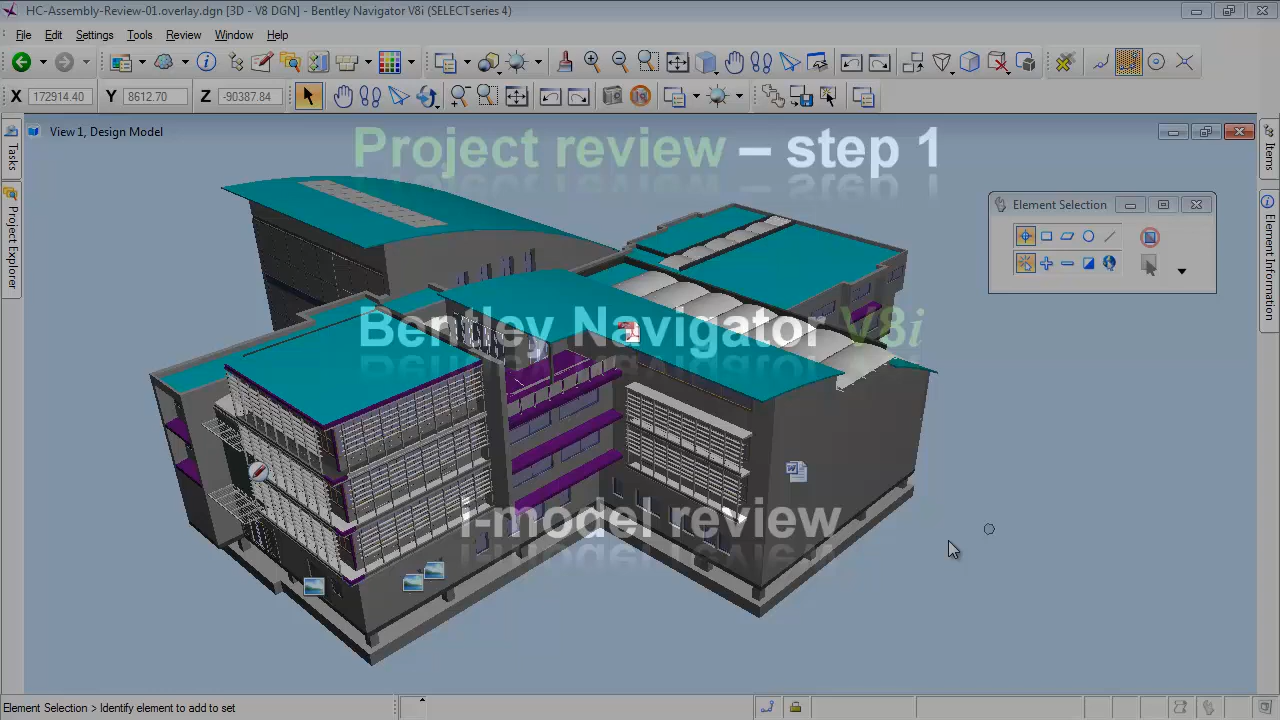 HC-Assembly-Review-01.overlay.dgn [3D - V8 DGN] - Bentley Navigator V8i (SELECTseries 4)
File Edit Settings Tools Review Window Help
X 172914.40 Y 8612.70 Z -90387.84
View 1, Design Model
Tasks
Project Explorer
Items
Element Information
Project review – step 1
Element Selection
Bentley Navigator V8i
i-model review
Element Selection > Identify element to add to set